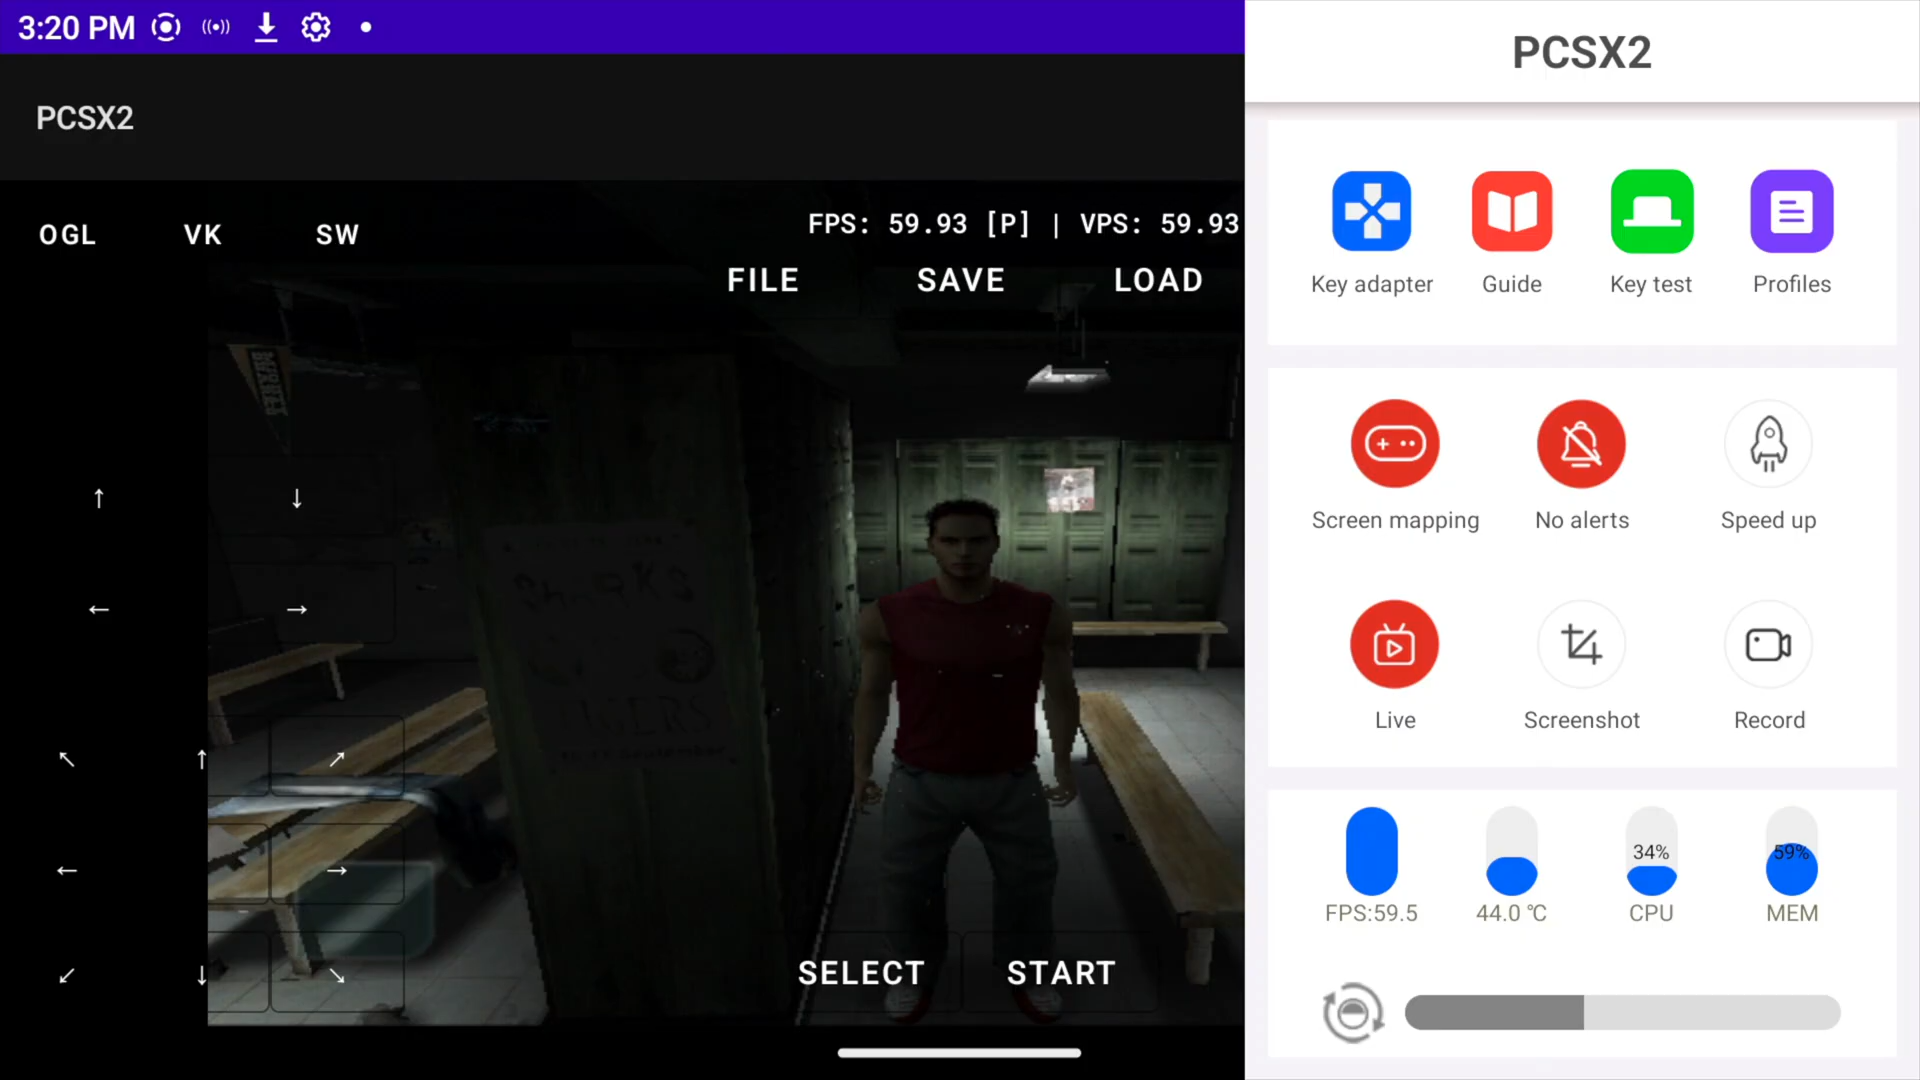 3:20 PM
PCSX2
OGL VK SW
FPS: 59.93 [P] | VPS: 59.93
FILE SAVE LOAD
↑ ↓
← →
SHARKS
TIGERS
↖ ↑ ↗
← →
↙ ↓ ↘
SELECT START
PCSX2
Key adapter Guide Key test Profiles
Screen mapping No alerts Speed up
Live Screenshot Record
34% 59%
FPS:59.5 44.0 ℃ CPU MEM